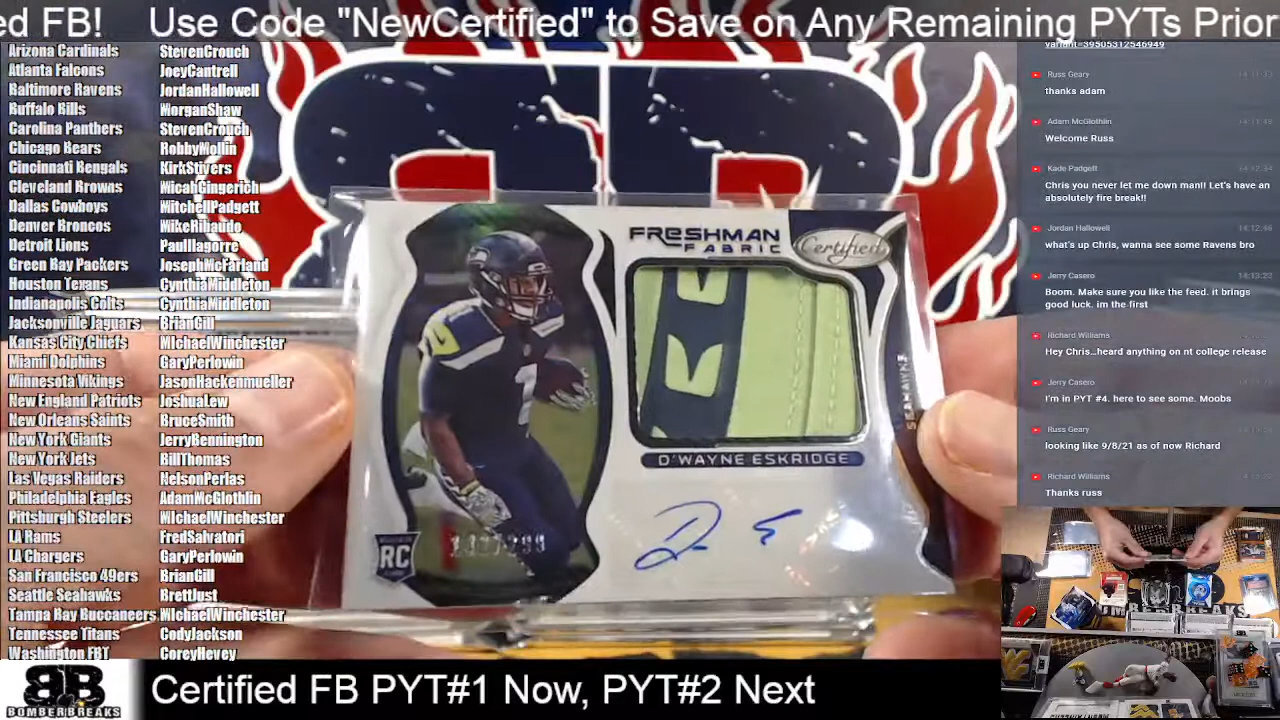 ed FB! Use Code "NewCertified" to Save on Any Remaining PYTs Prior
Arizona Cardinals StevenCrouch
Atlanta Falcons JoeyCantrell
Baltimore Ravens JordanHallowell
Buffalo Bills MorganShaw
Carolina Panthers StevenCrouch
Chicago Bears RobbyMollin
Cincinnati Bengals KirkStivers
Cleveland Browns MicahGingerich
Dallas Cowboys MitchellPadgett
Denver Broncos MikeRibaudo
Detroit Lions PaulIagorre
Green Bay Packers JosephMcFarland
Houston Texans CynthiaMiddleton
Indianapolis Colts CynthiaMiddleton
Jacksonville Jaguars BrianGill
Kansas City Chiefs MIchaelWinchester
Miami Dolphins GaryPerlowin
Minnesota Vikings JasonHackenmueller
New England Patriots JoshuaLew
New Orleans Saints BruceSmith
New York Giants JerryBennington
New York Jets BillThomas
Las Vegas Raiders NelsonPerlas
Philadelphia Eagles AdamMcGlothlin
Pittsburgh Steelers MIchaelWinchester
LA Rams FredSalvatori
LA Chargers GaryPerlowin
San Francisco 49ers BrianGill
Seattle Seahawks BrettJust
Tampa Bay Buccaneers MIchaelWinchester
Tennessee Titans CodyJackson
Washington FBT CoreyHevey
FRESHMAN
FABRIC
Certified
SEAHAWKS
D'WAYNE ESKRIDGE
RC
1
variant=39505312546949
Russ Geary
thanks adam
Adam McGlothlin
Welcome Russ
Kade Padgett
Chris you never let me down man!! Let's have an
absolutely fire break!!
Jordan Hallowell
what's up Chris, wanna see some Ravens bro
Jerry Casero
Boom. Make sure you like the feed. it brings
good luck. im the first
Richard Williams
Hey Chris...heard anything on nt college release
Jerry Casero
I'm in PYT #4. here to see some. Moobs
Russ Geary
looking like 9/8/21 as of now Richard
Richard Williams
Thanks russ
BOMBERBREAKS
BOMBERBREAKS
Certified FB PYT#1 Now, PYT#2 Next